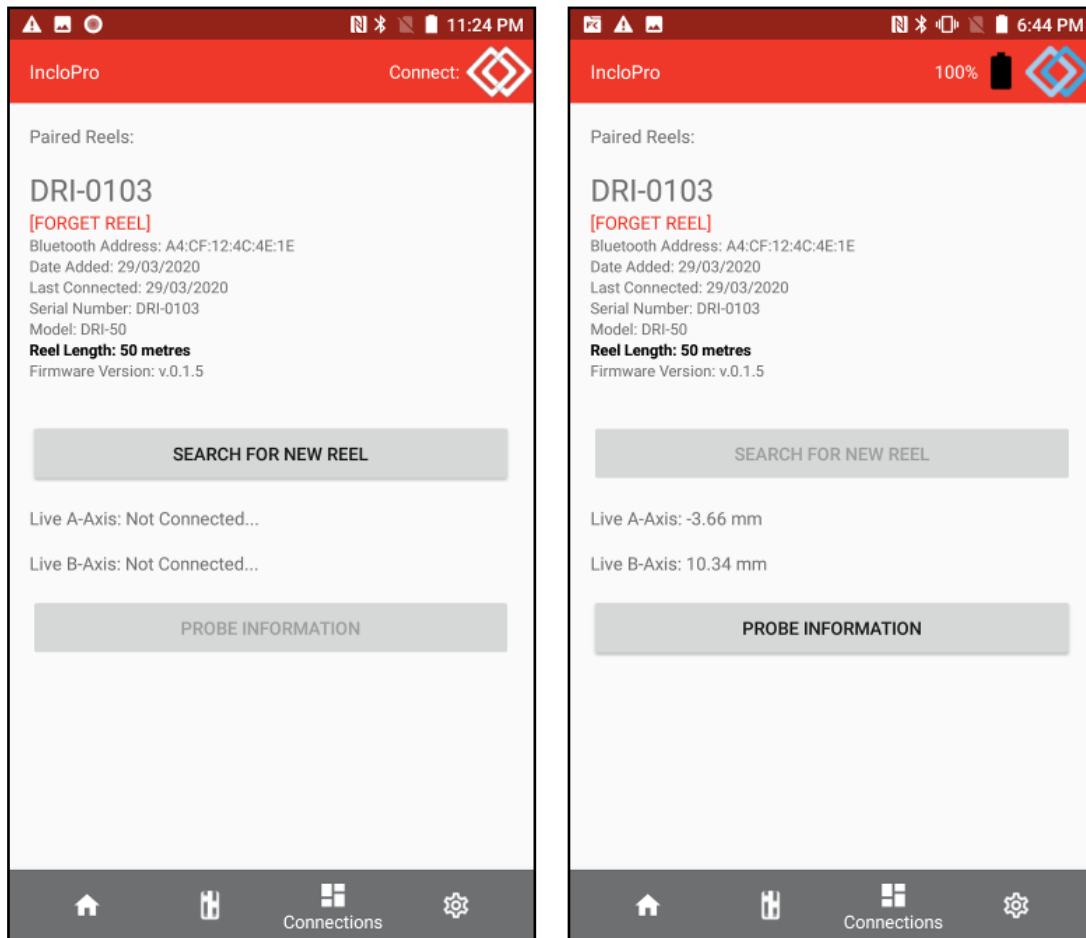 11:24 PM
IncloPro
Connect:
Paired Reels:
DRI-0103
[FORGET REEL]
Bluetooth Address: A4:CF:12:4C:4E:1E
Date Added: 29/03/2020
Last Connected: 29/03/2020
Serial Number: DRI-0103
Model: DRI-50
Reel Length: 50 metres
Firmware Version: v.0.1.5
SEARCH FOR NEW REEL
Live A-Axis: Not Connected...
Live B-Axis: Not Connected...
PROBE INFORMATION
Connections
6:44 PM
IncloPro
100%
Paired Reels:
DRI-0103
[FORGET REEL]
Bluetooth Address: A4:CF:12:4C:4E:1E
Date Added: 29/03/2020
Last Connected: 29/03/2020
Serial Number: DRI-0103
Model: DRI-50
Reel Length: 50 metres
Firmware Version: v.0.1.5
SEARCH FOR NEW REEL
Live A-Axis: -3.66 mm
Live B-Axis: 10.34 mm
PROBE INFORMATION
Connections